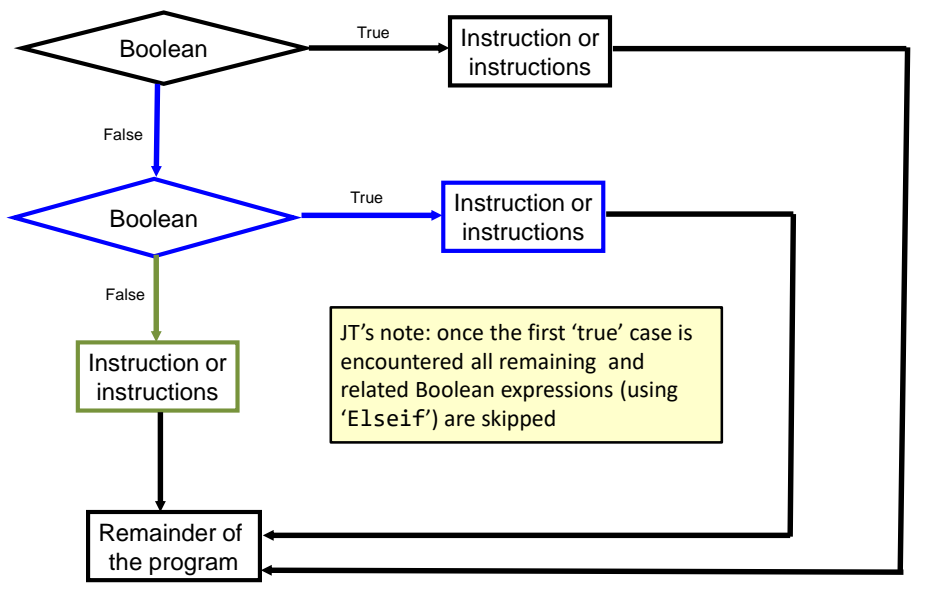 Boolean
True
Instruction or
instructions
False
Boolean
True
Instruction or
instructions
False
Instruction or
instructions
JT’s note: once the first ‘true’ case is
encountered all remaining and
related Boolean expressions (using
‘Elseif’) are skipped
Remainder of
the program